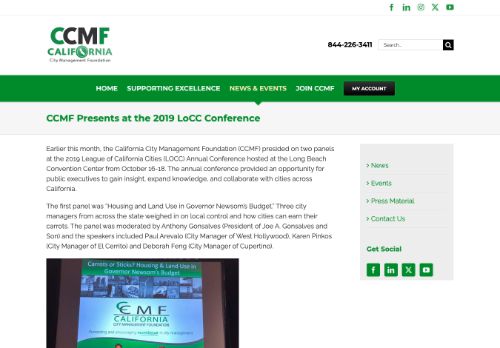 CCMF
CALIFORNIA
City Management Foundation
844-226-3411
Search...
HOME SUPPORTING EXCELLENCE NEWS & EVENTS JOIN CCMF MY ACCOUNT
CCMF Presents at the 2019 LoCC Conference
Earlier this month, the California City Management Foundation (CCMF) presided on two panels
at the 2019 League of California Cities (LOCC) Annual Conference hosted at the Long Beach
Convention Center from October 16-18. The annual conference provided an opportunity for
public executives to gain insight, expand knowledge, and collaborate with cities across
California.
The first panel was "Housing and Land Use in Governor Newsom's Budget." Three city
managers from across the state weighed in on local control and how cities can earn their
carrots. The panel was moderated by Anthony Gonsalves (President of Joe A. Gonsalves and
Son) and the speakers included Paul Arevalo (City Manager of West Hollywood), Karen Pinkos
(City Manager of El Cerrito) and Deborah Feng (City Manager of Cupertino).
Carrots or Sticks? Housing & Land Use in
Governor Newsom's Budget
CCMF
CALIFORNIA
CITY MANAGEMENT FOUNDATION
Promoting and encouraging excellence in city management
> News
> Events
> Press Material
> Contact Us
Get Social